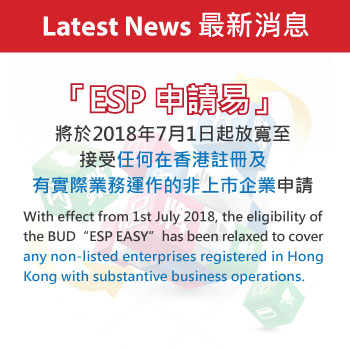 Latest News 最新消息
「ESP 申請易」
將於2018年7月1日起放寬至
接受任何在香港註冊及
有實際業務運作的非上市企業申請
With effect from 1st July 2018, the eligibility of
the BUD “ESP EASY” has been relaxed to cover
any non-listed enterprises registered in Hong
Kong with substantive business operations.